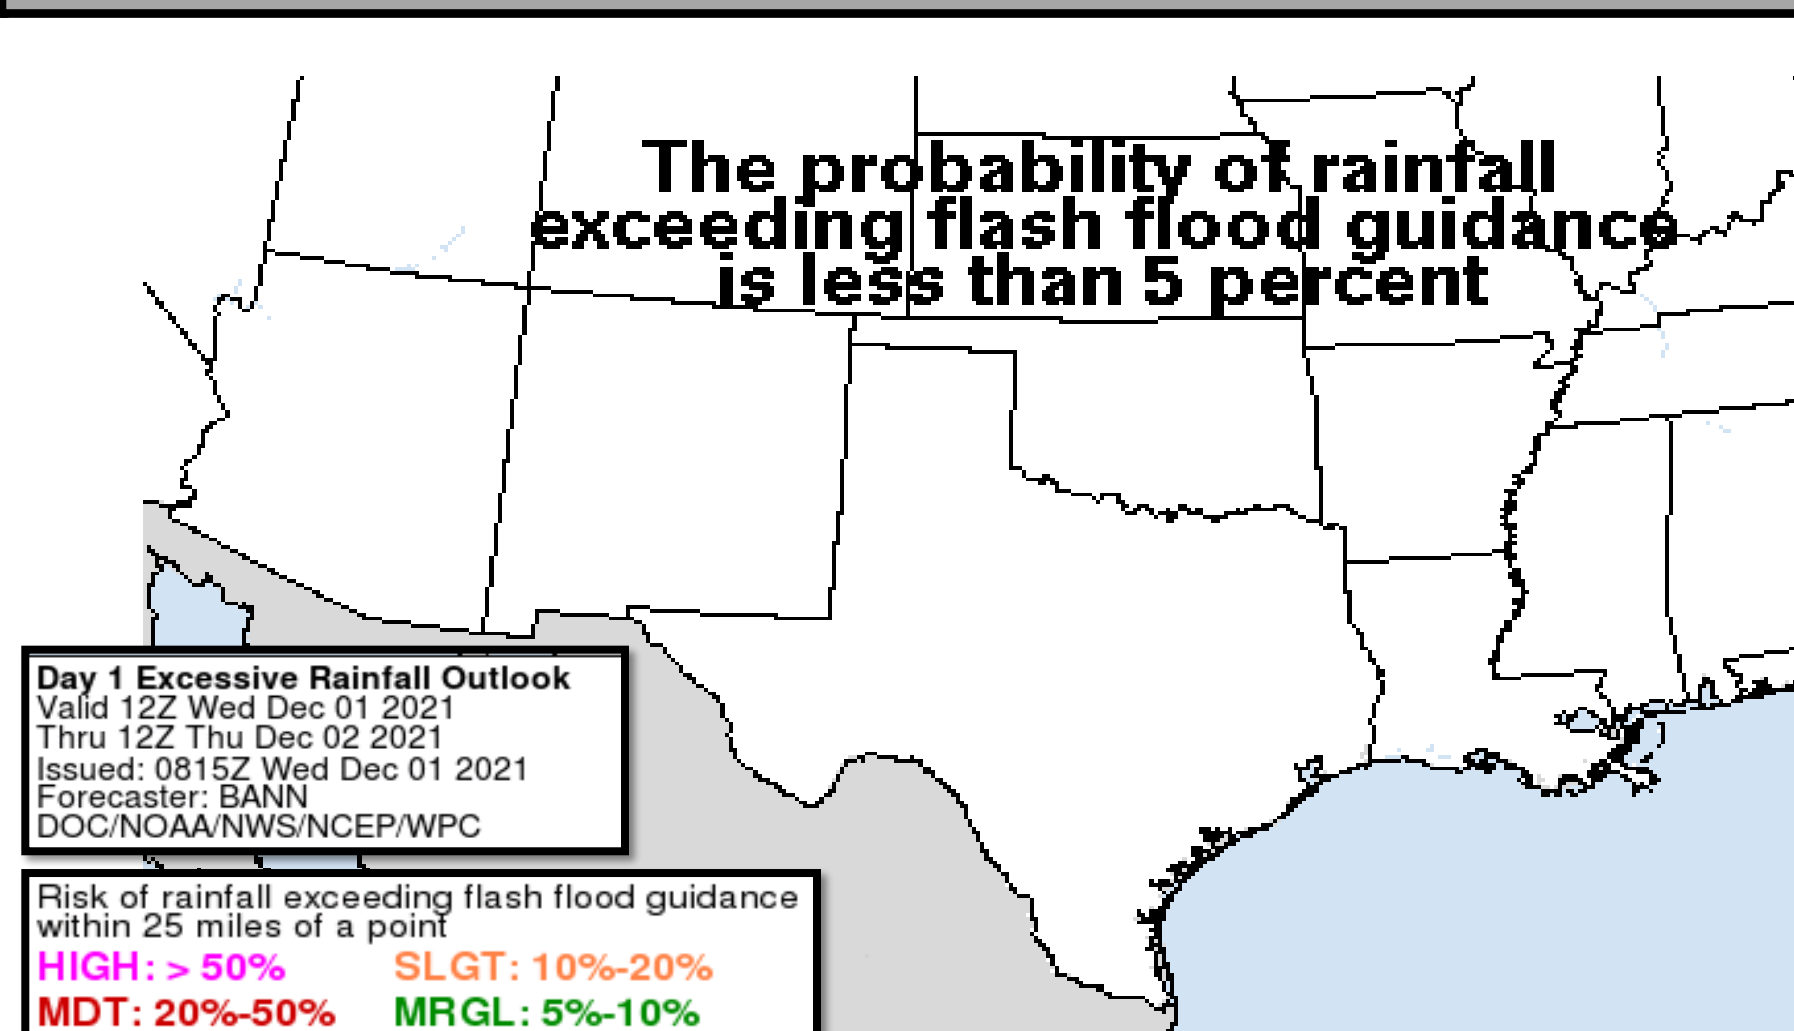 The probability of rainfall
exceeding flash flood guidance
is less than 5 percent
Day 1 Excessive Rainfall Outlook
Valid 12Z Wed Dec 01 2021
Thru 12Z Thu Dec 02 2021
Issued: 0815Z Wed Dec 01 2021
Forecaster: BANN
DOC/NOAA/NWS/NCEP/WPC
Risk of rainfall exceeding flash flood guidance
within 25 miles of a point
HIGH: > 50% SLGT: 10%-20%
MDT: 20%-50% MRGL: 5%-10%